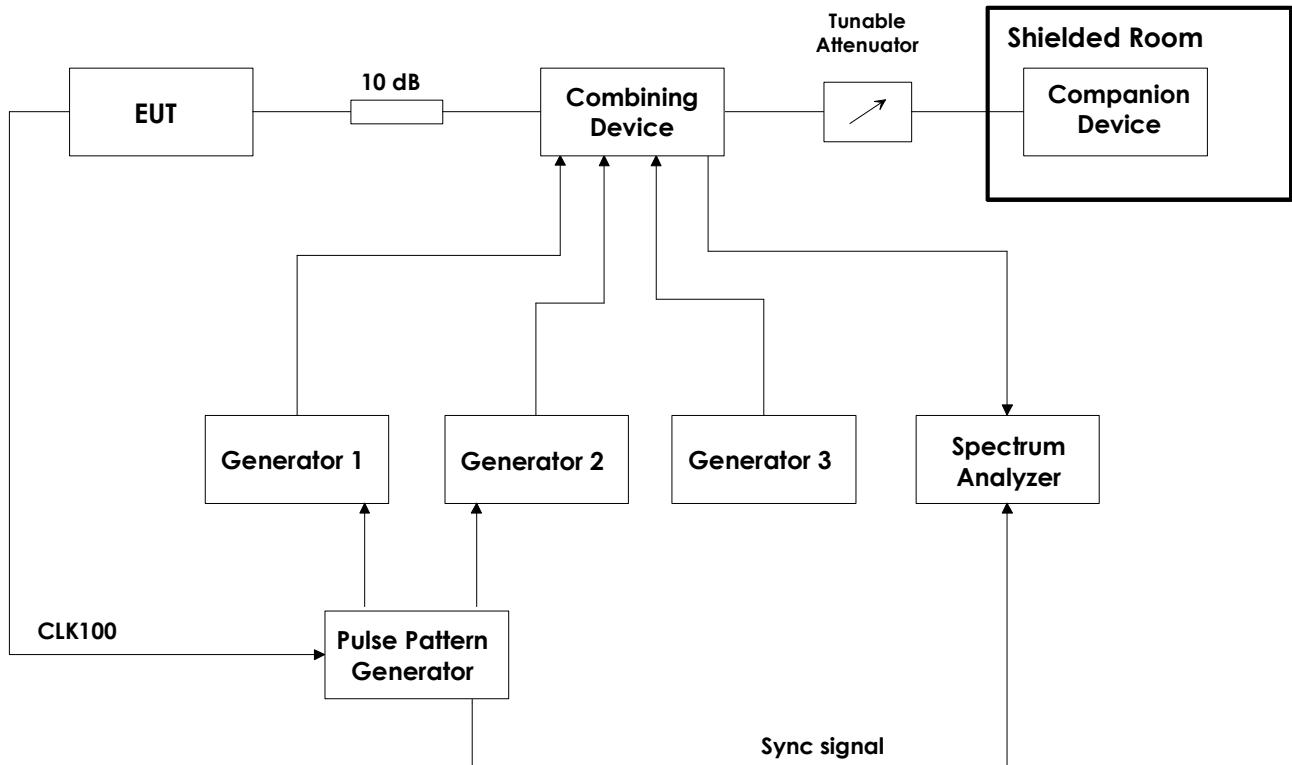 Tunable
Attenuator
Shielded Room
10 dB
EUT
Combining
Device
Companion
Device
Generator 1
Generator 2
Generator 3
Spectrum
Analyzer
CLK100
Pulse Pattern
Generator
Sync signal